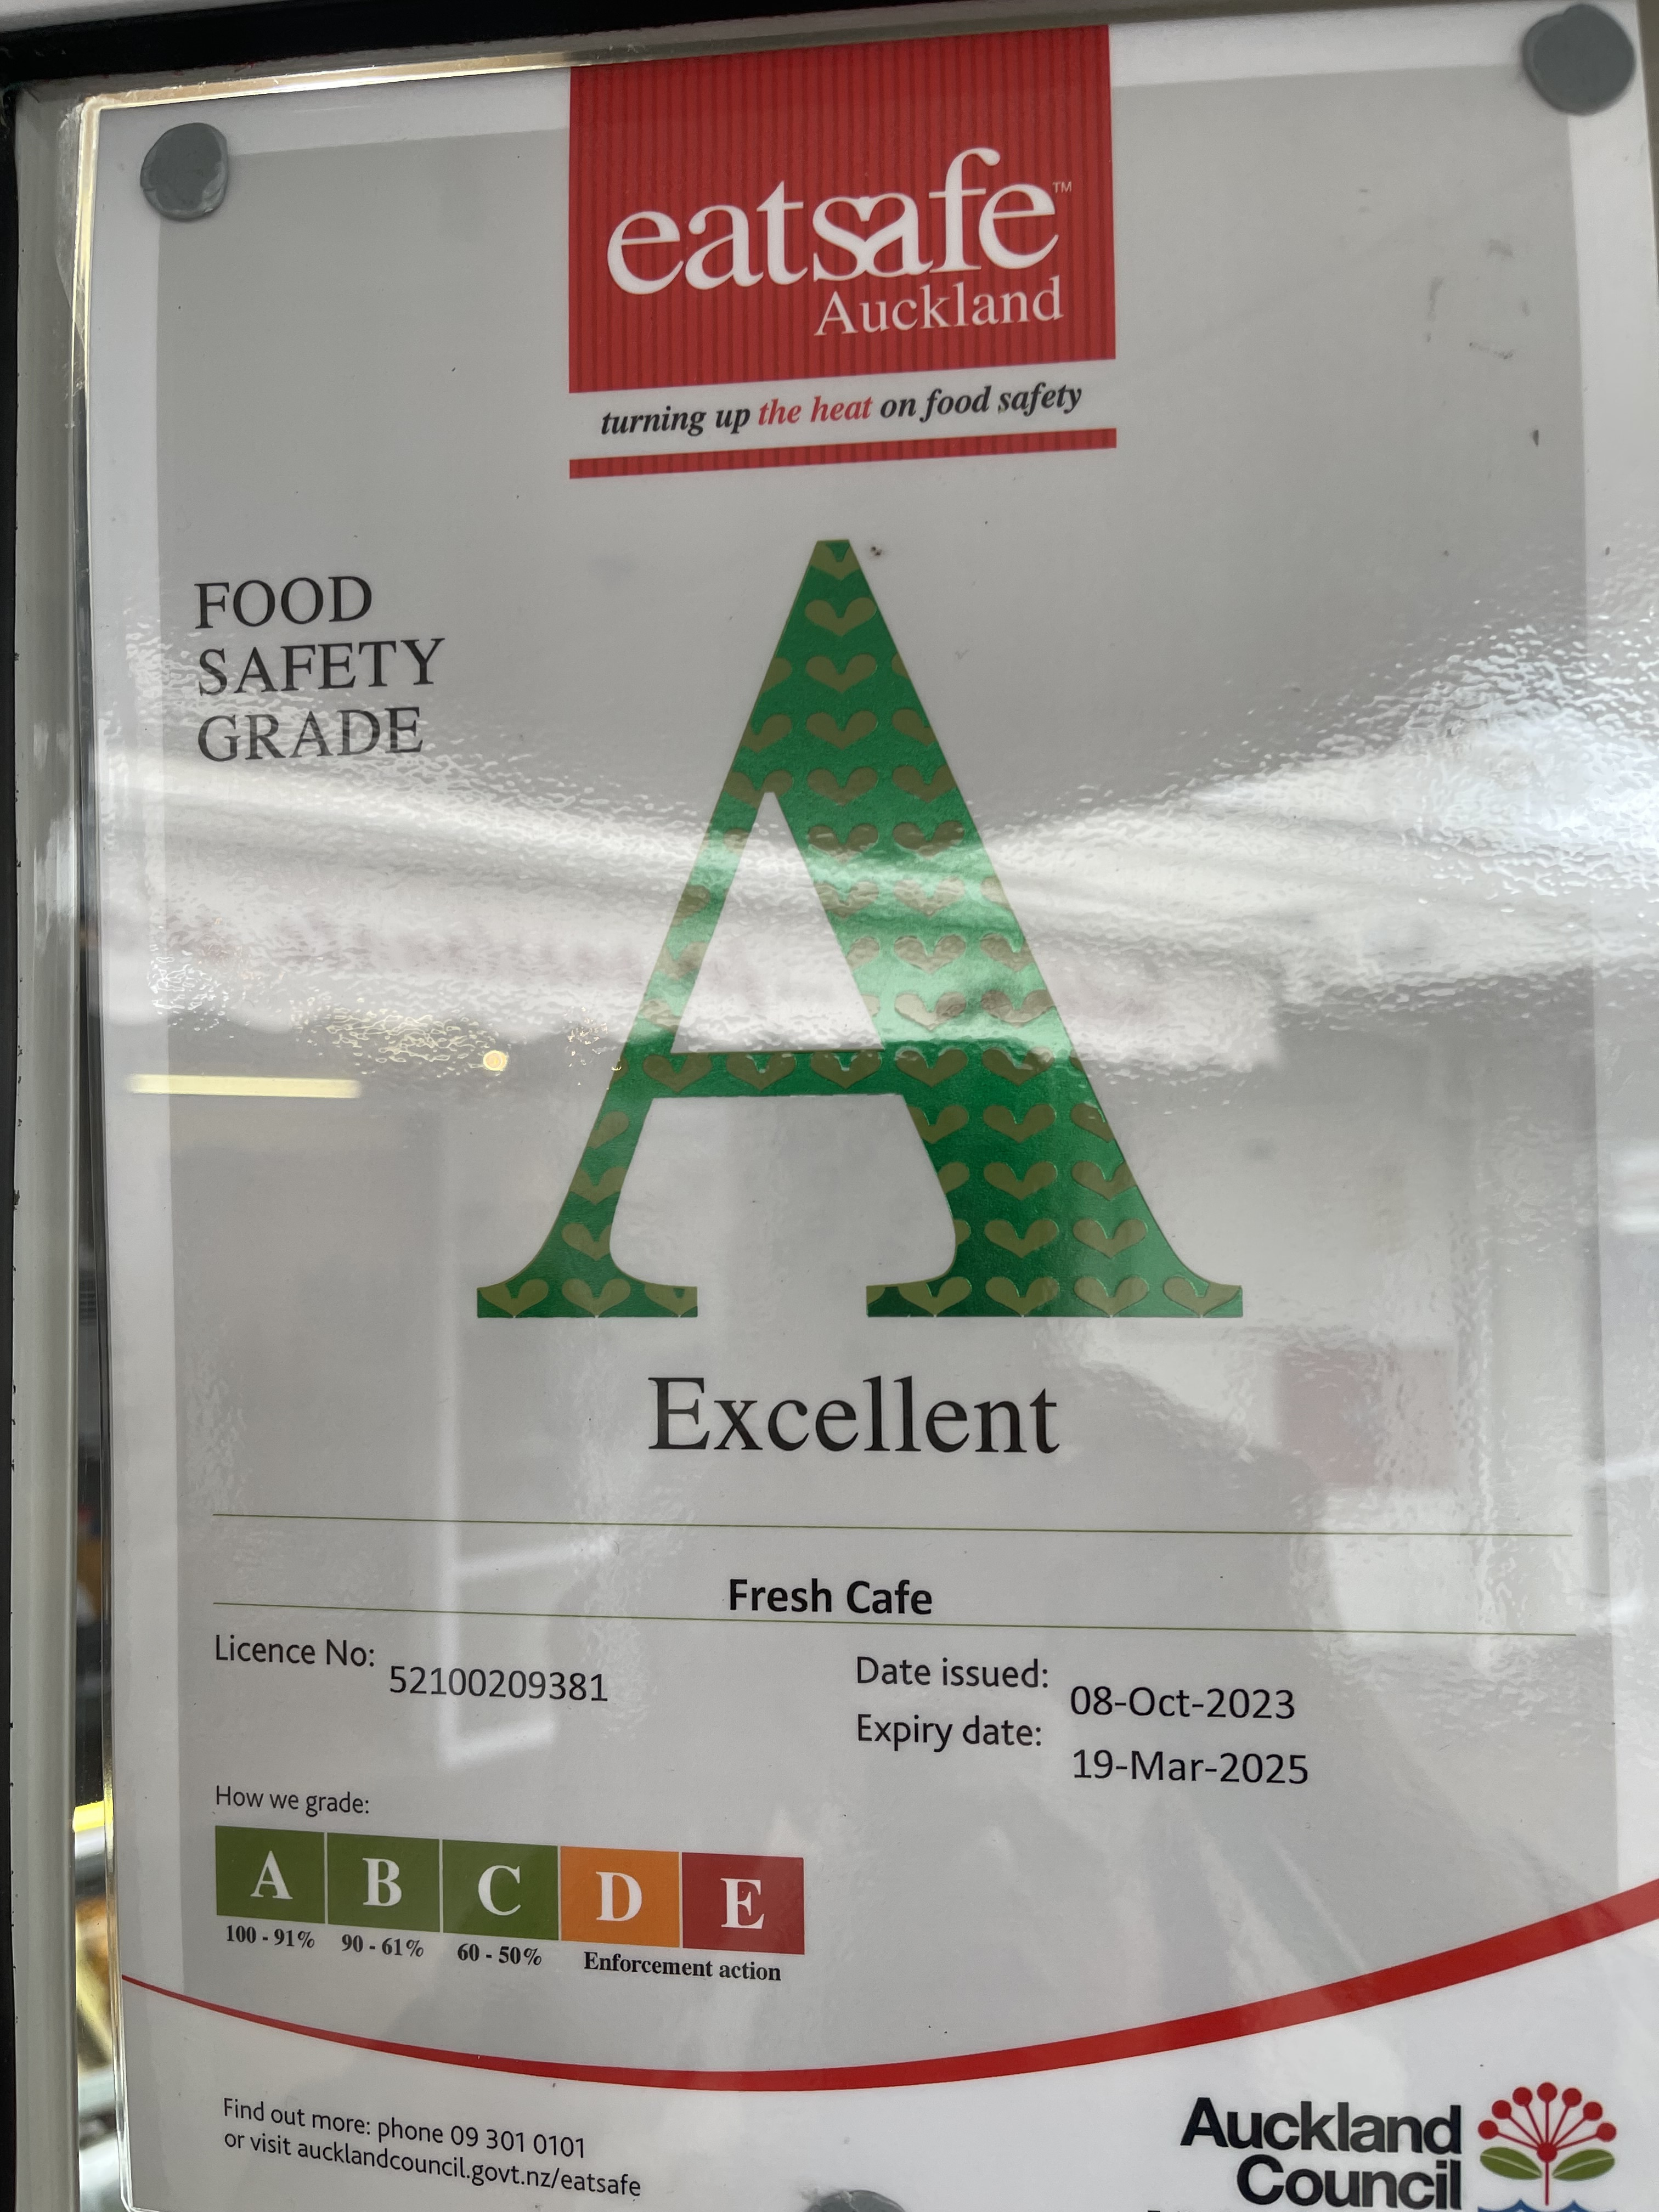 eatsafe™
Auckland
turning up the heat on food safety
FOOD
SAFETY
GRADE
A
Excellent
Fresh Cafe
Licence No: 52100209381
Date issued: 08-Oct-2023
Expiry date: 19-Mar-2025
How we grade:
A B C D E
100 - 91% 90 - 61% 60 - 50% Enforcement action
Find out more: phone 09 301 0101
or visit aucklandcouncil.govt.nz/eatsafe
Auckland
Council